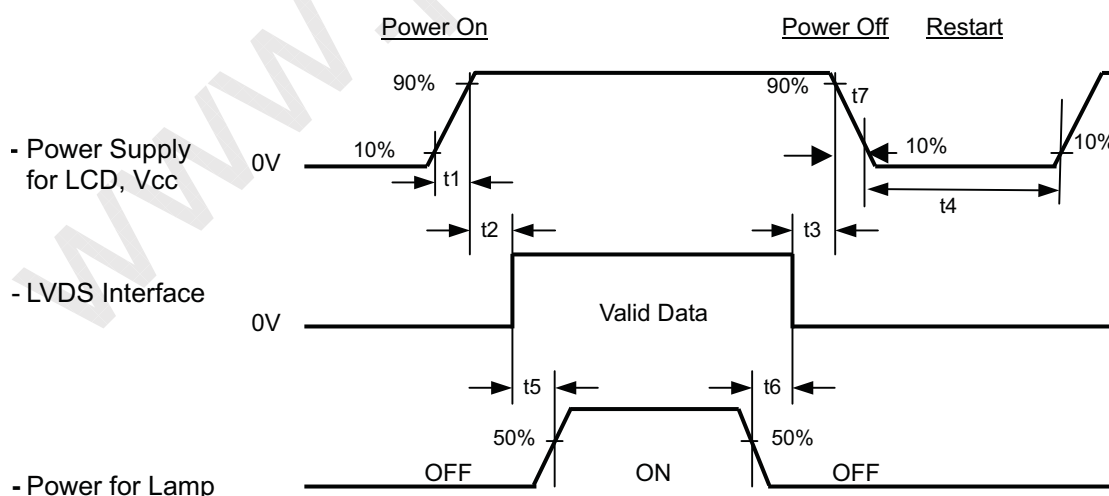 Power On Power Off Restart
90% 90% t7
- Power Supply
for LCD, Vcc
0V 10% 10% 10%
t1
t4
t2 t3
- LVDS Interface
0V Valid Data
t5 t6
50% 50%
OFF ON OFF
- Power for Lamp